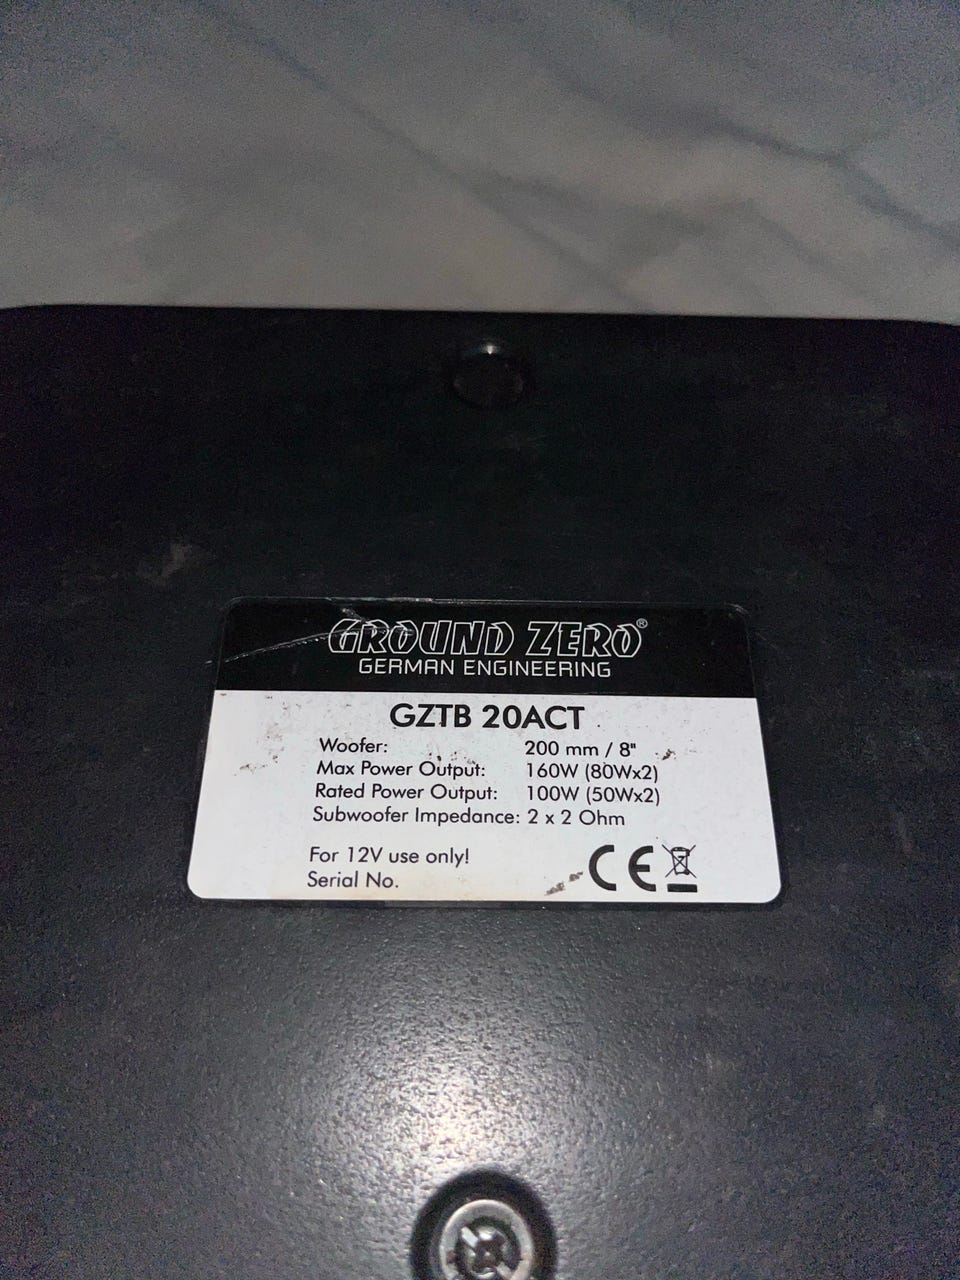 GROUND ZERO®
GERMAN ENGINEERING
GZTB 20ACT
Woofer: 200 mm / 8"
Max Power Output: 160W (80Wx2)
Rated Power Output: 100W (50Wx2)
Subwoofer Impedance: 2 x 2 Ohm
For 12V use only!
Serial No.
CE